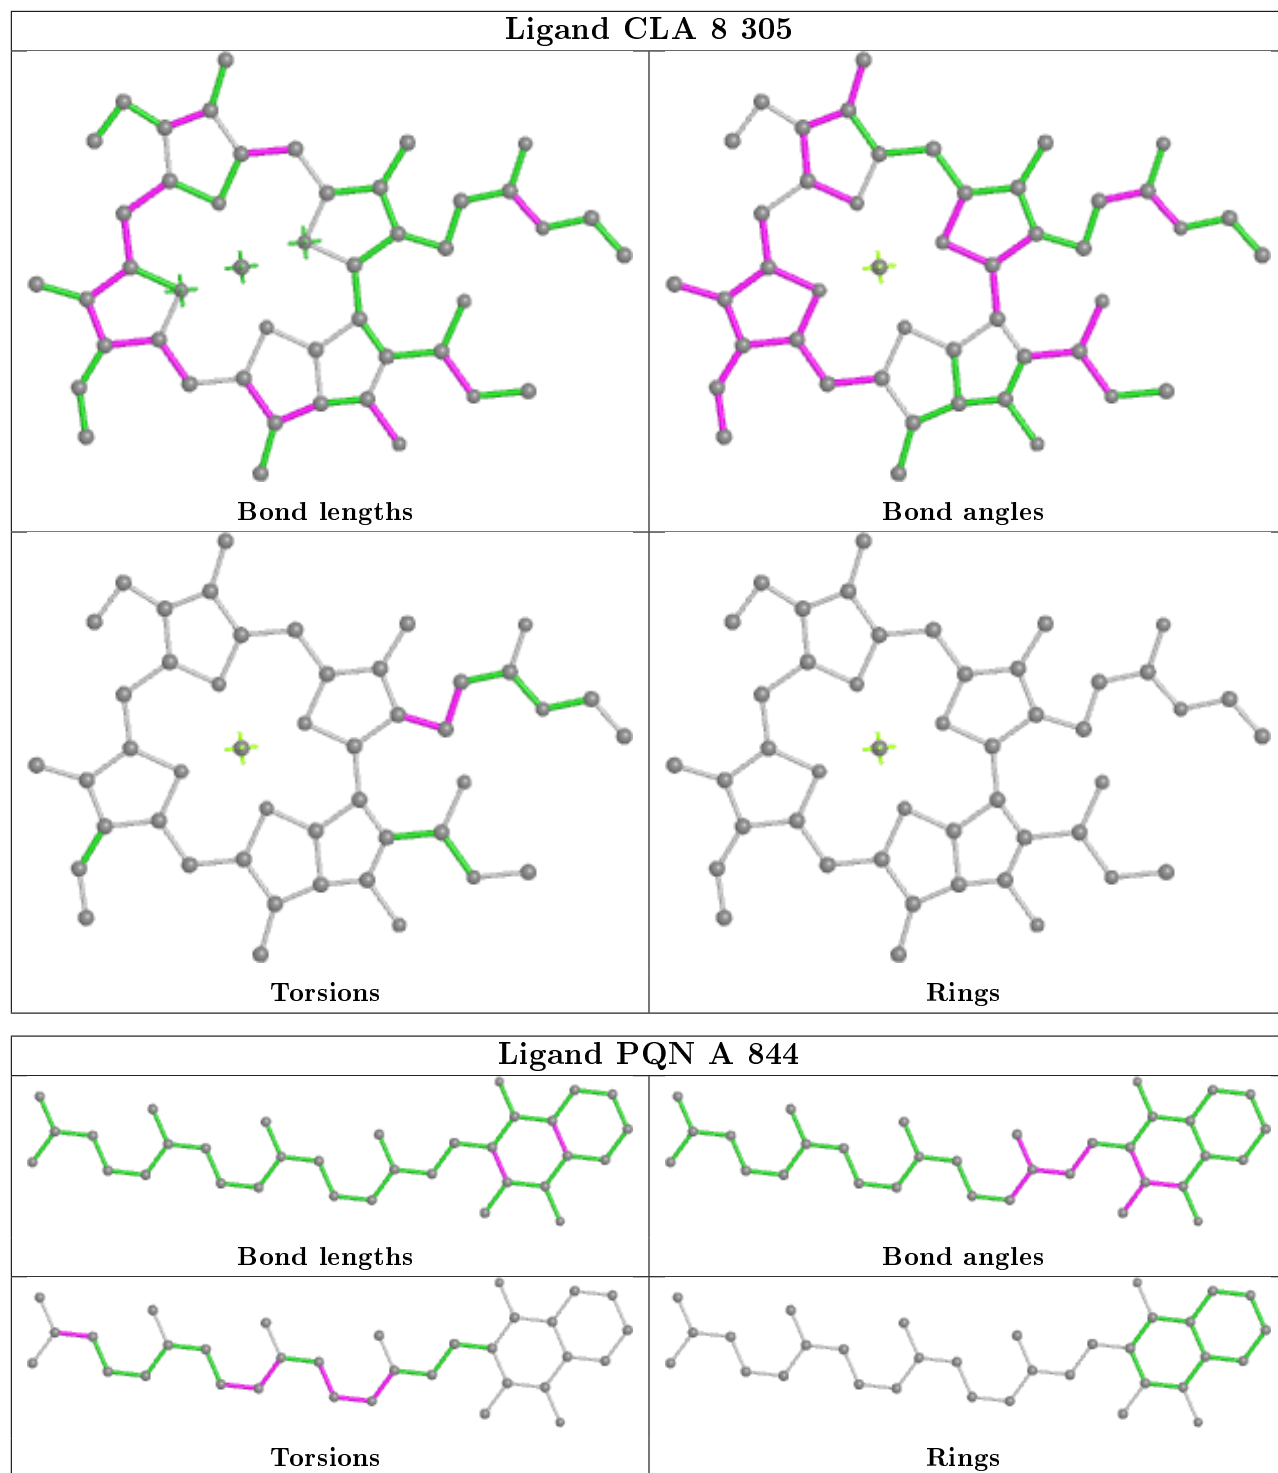 Ligand CLA 8 305
Bond lengths
Bond angles
Torsions
Rings
Ligand PQN A 844
Bond lengths
Bond angles
Torsions
Rings